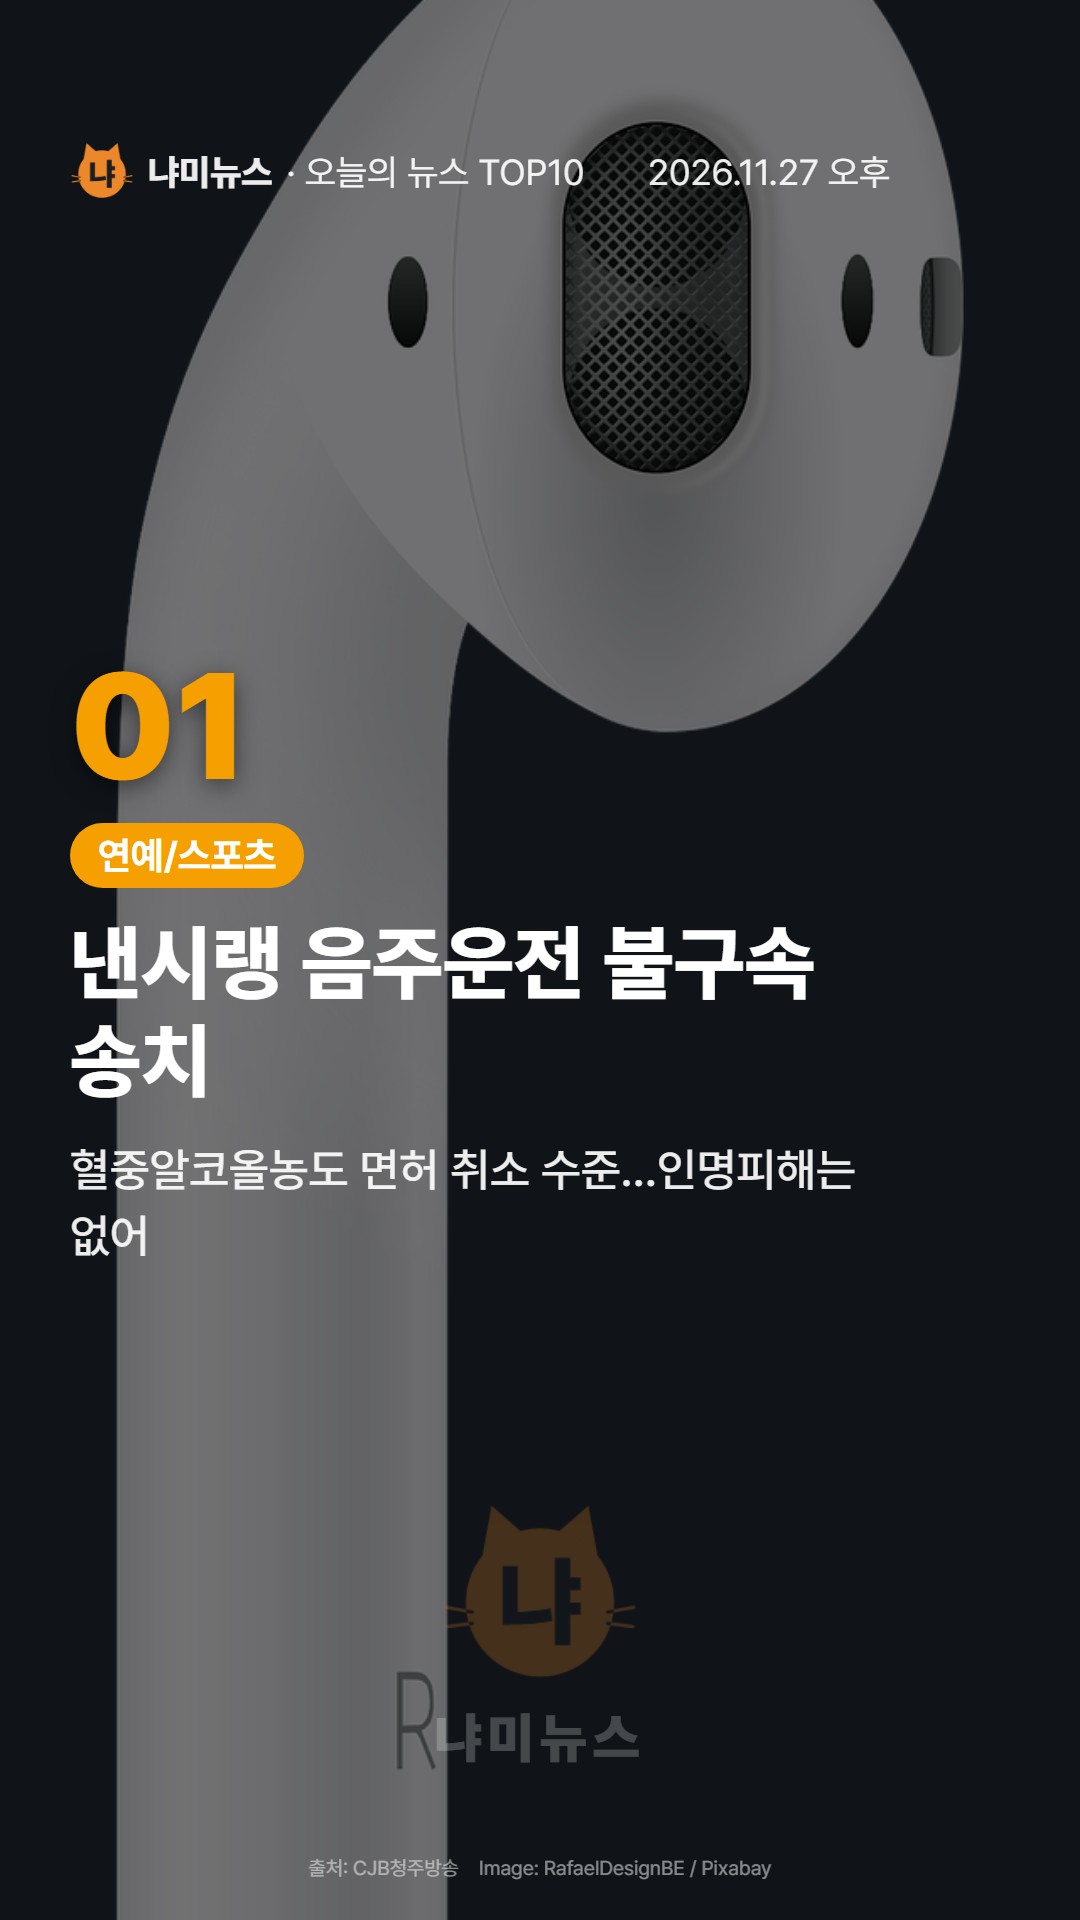 냐 냐미뉴스 · 오늘의 뉴스 TOP10 2026.11.27 오후
01
연예/스포츠
낸시랭 음주운전 불구속
송치
혈중알코올농도 면허 취소 수준...인명피해는
없어
냐
R
냐미뉴스
출처: CJB청주방송 Image: RafaelDesignBE / Pixabay